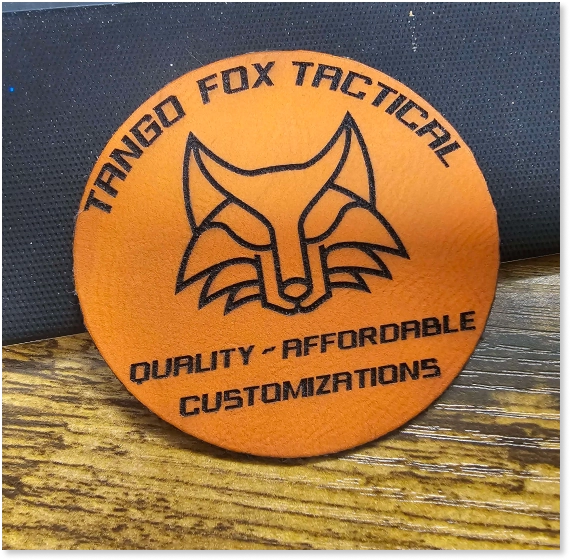 TANGO FOX TACTICAL
QUALITY ~ AFFORDABLE
CUSTOMIZATIONS